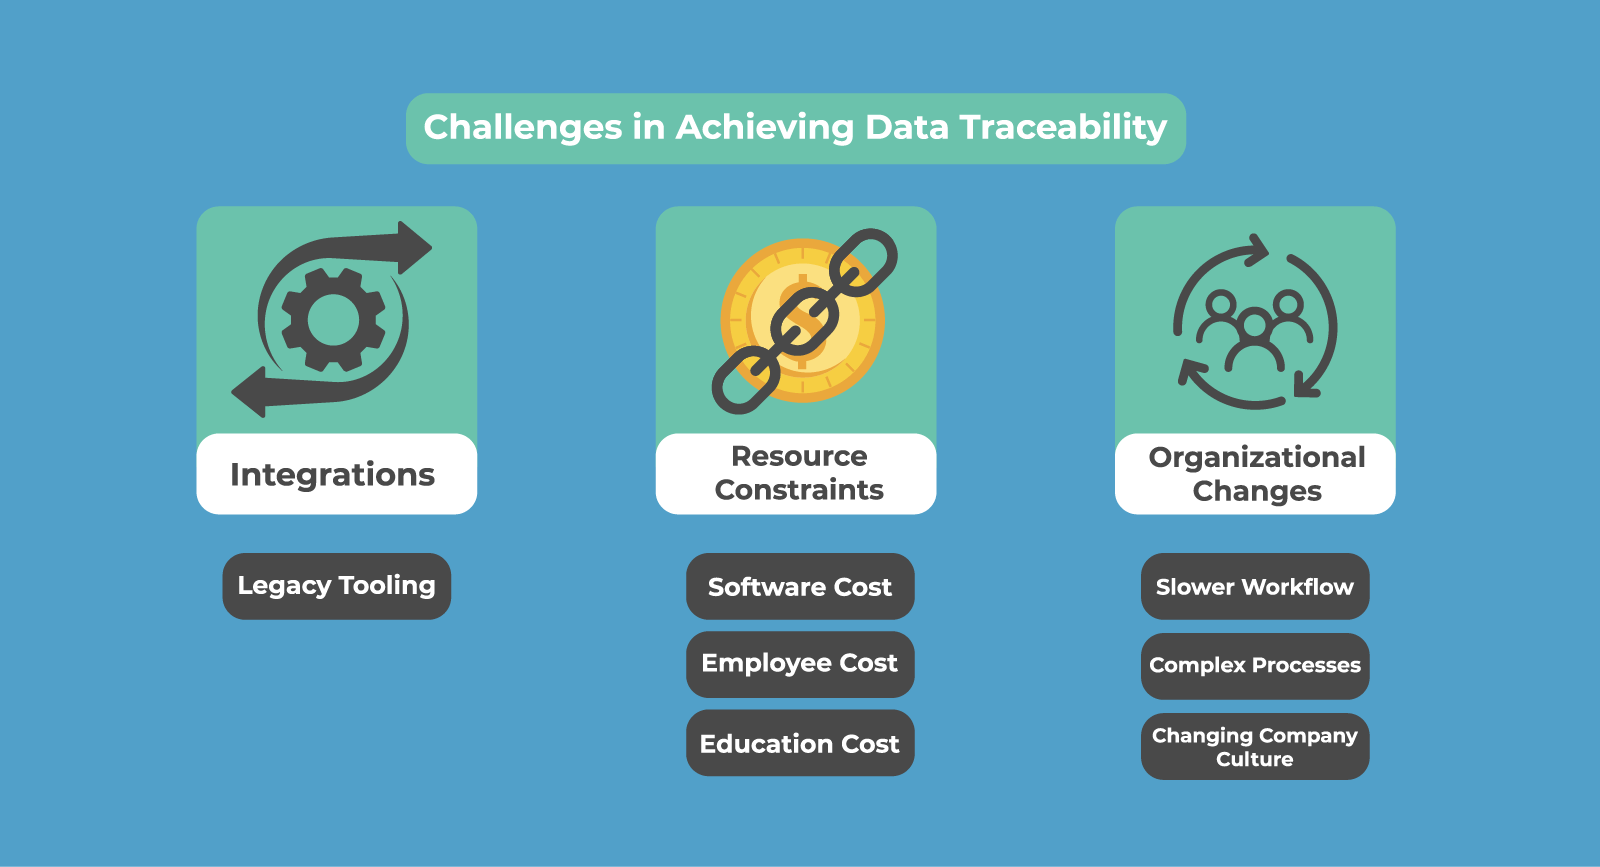 Challenges in Achieving Data Traceability
Integrations
Legacy Tooling
Resource
Constraints
Software Cost
Employee Cost
Education Cost
Organizational
Changes
Slower Workflow
Complex Processes
Changing Company
Culture